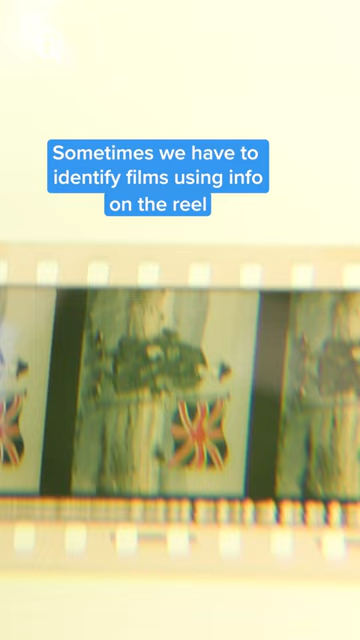 Sometimes we have to
identify films using info
on the reel